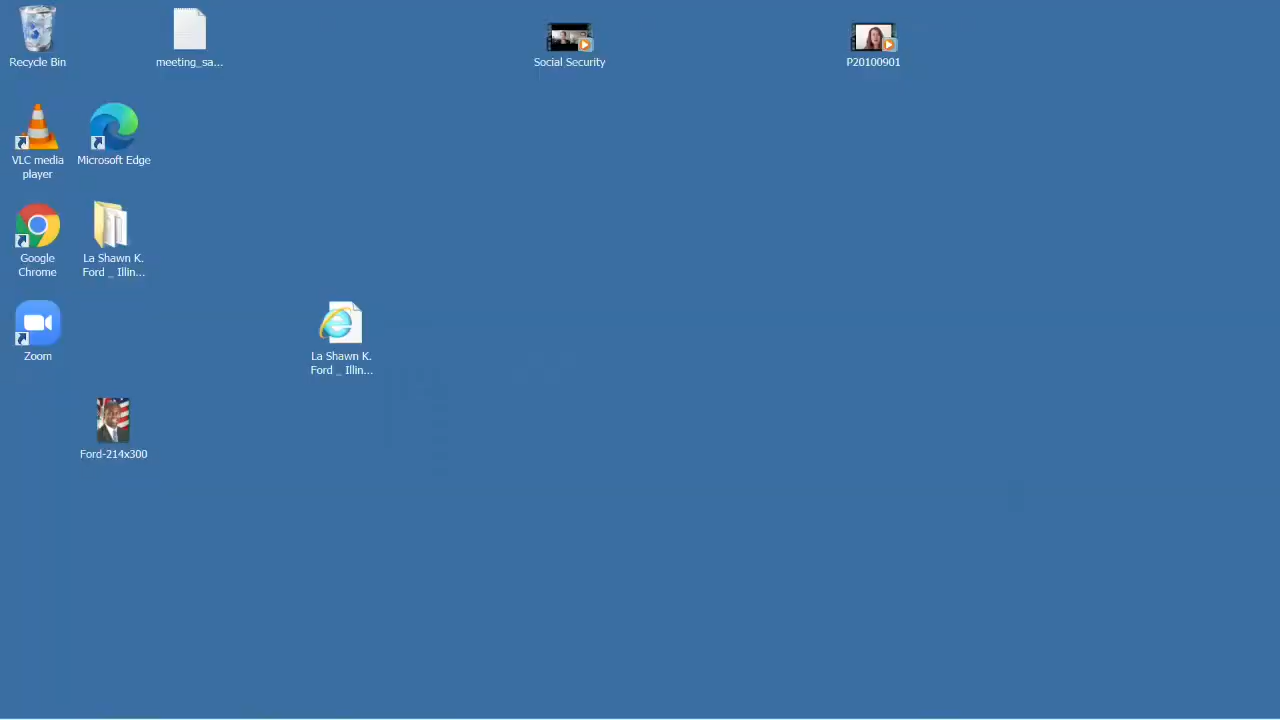 Recycle Bin
meeting_sa...
Social Security
P20100901
VLC media
player
Microsoft Edge
Google
Chrome
La Shawn K.
Ford _ Illin...
Zoom
La Shawn K.
Ford _ Illin...
Ford-214x300